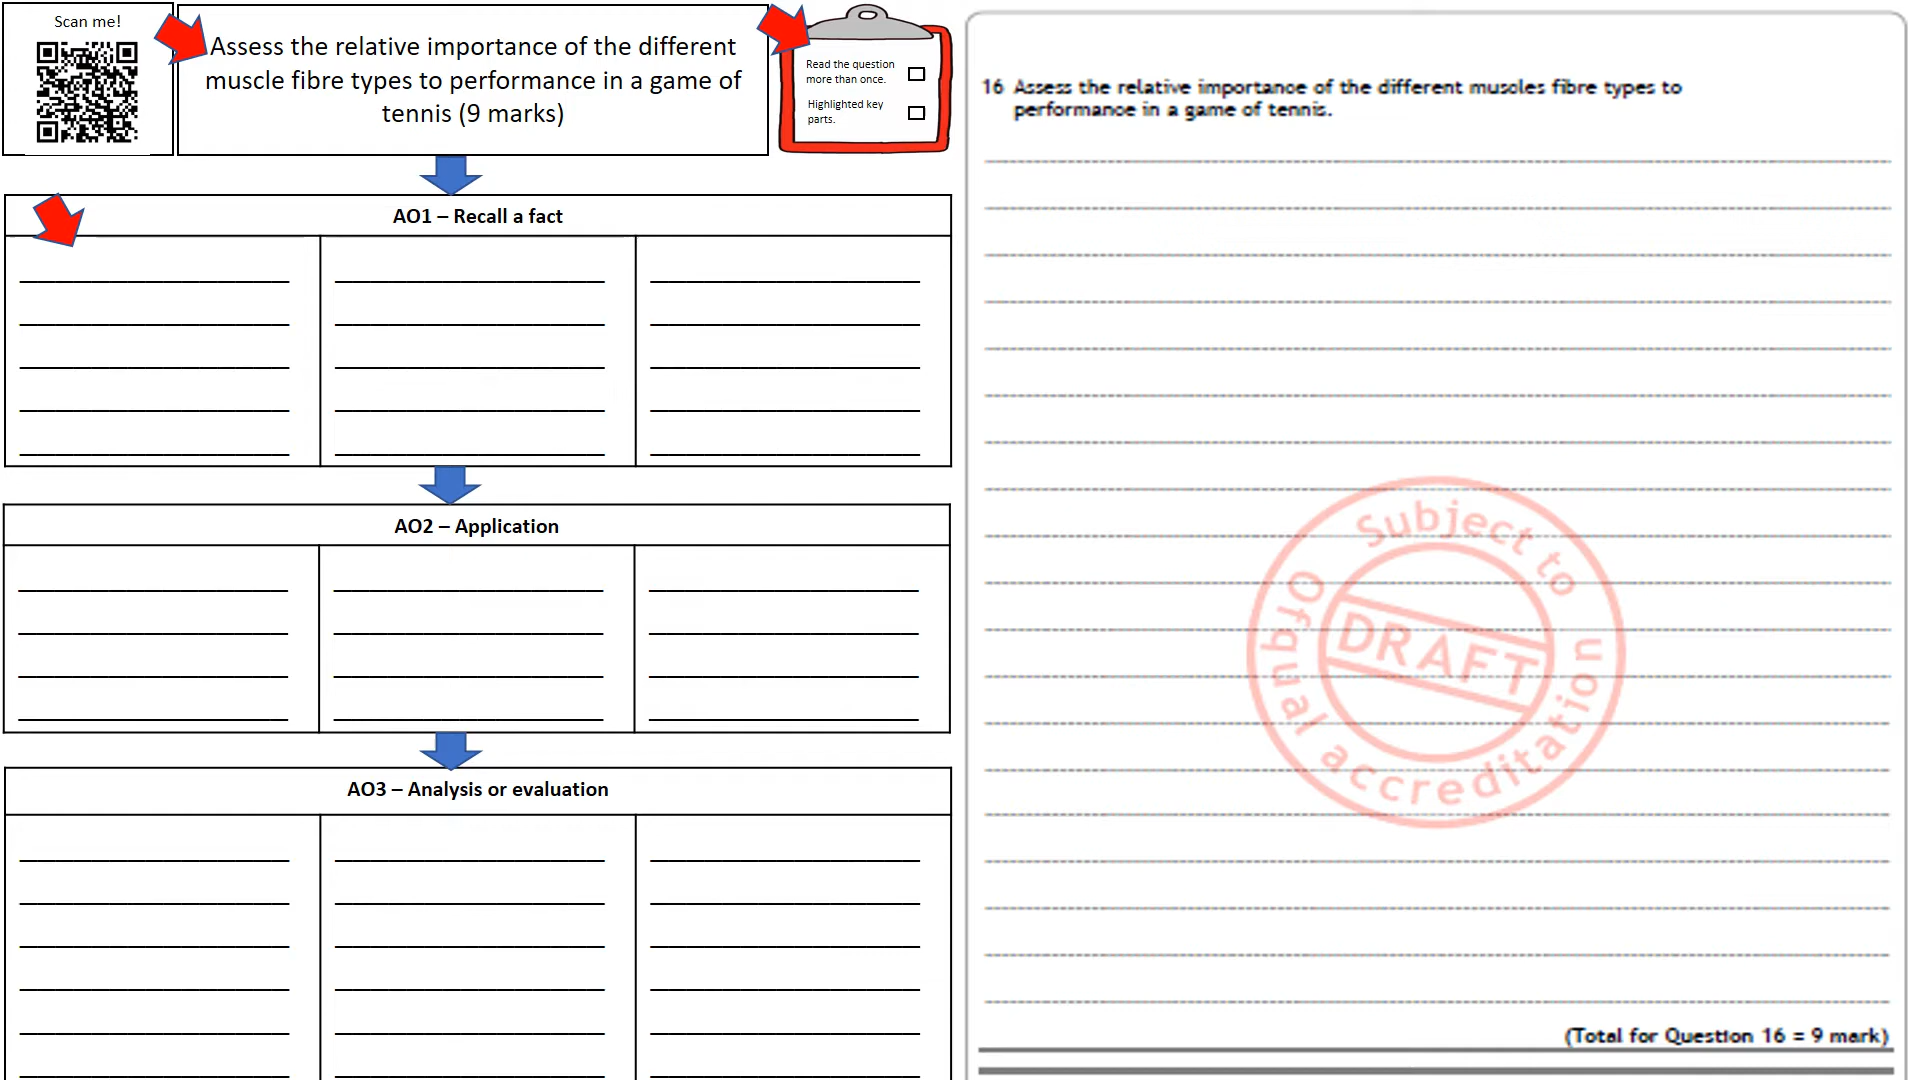 Scan me!
Assess the relative importance of the different
muscle fibre types to performance in a game of
tennis (9 marks)
Read the question
more than once.
Highlighted key
parts.
AO1 – Recall a fact
AO2 – Application
AO3 – Analysis or evaluation
16 Assess the relative importance of the different muscles fibre types to
performance in a game of tennis.
Subject to
Ofqual accreditation
DRAFT
(Total for Question 16 = 9 mark)